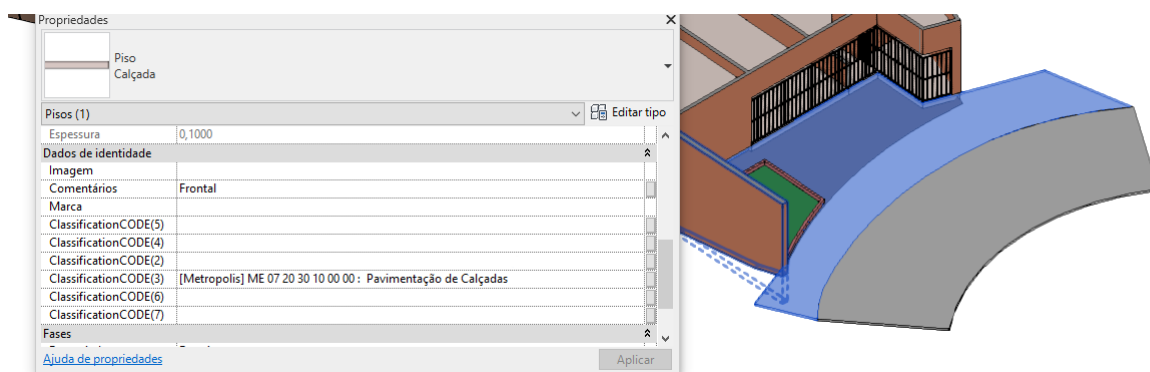 Propriedades
Piso
Calçada
Pisos (1)
Editar tipo
Espessura 0,1000
Dados de identidade
Imagem
Comentários Frontal
Marca
ClassificationCODE(5)
ClassificationCODE(4)
ClassificationCODE(2)
ClassificationCODE(3) [Metropolis] ME 07 20 30 10 00 00 : Pavimentação de Calçadas
ClassificationCODE(6)
ClassificationCODE(7)
Fases
Ajuda de propriedades
Aplicar